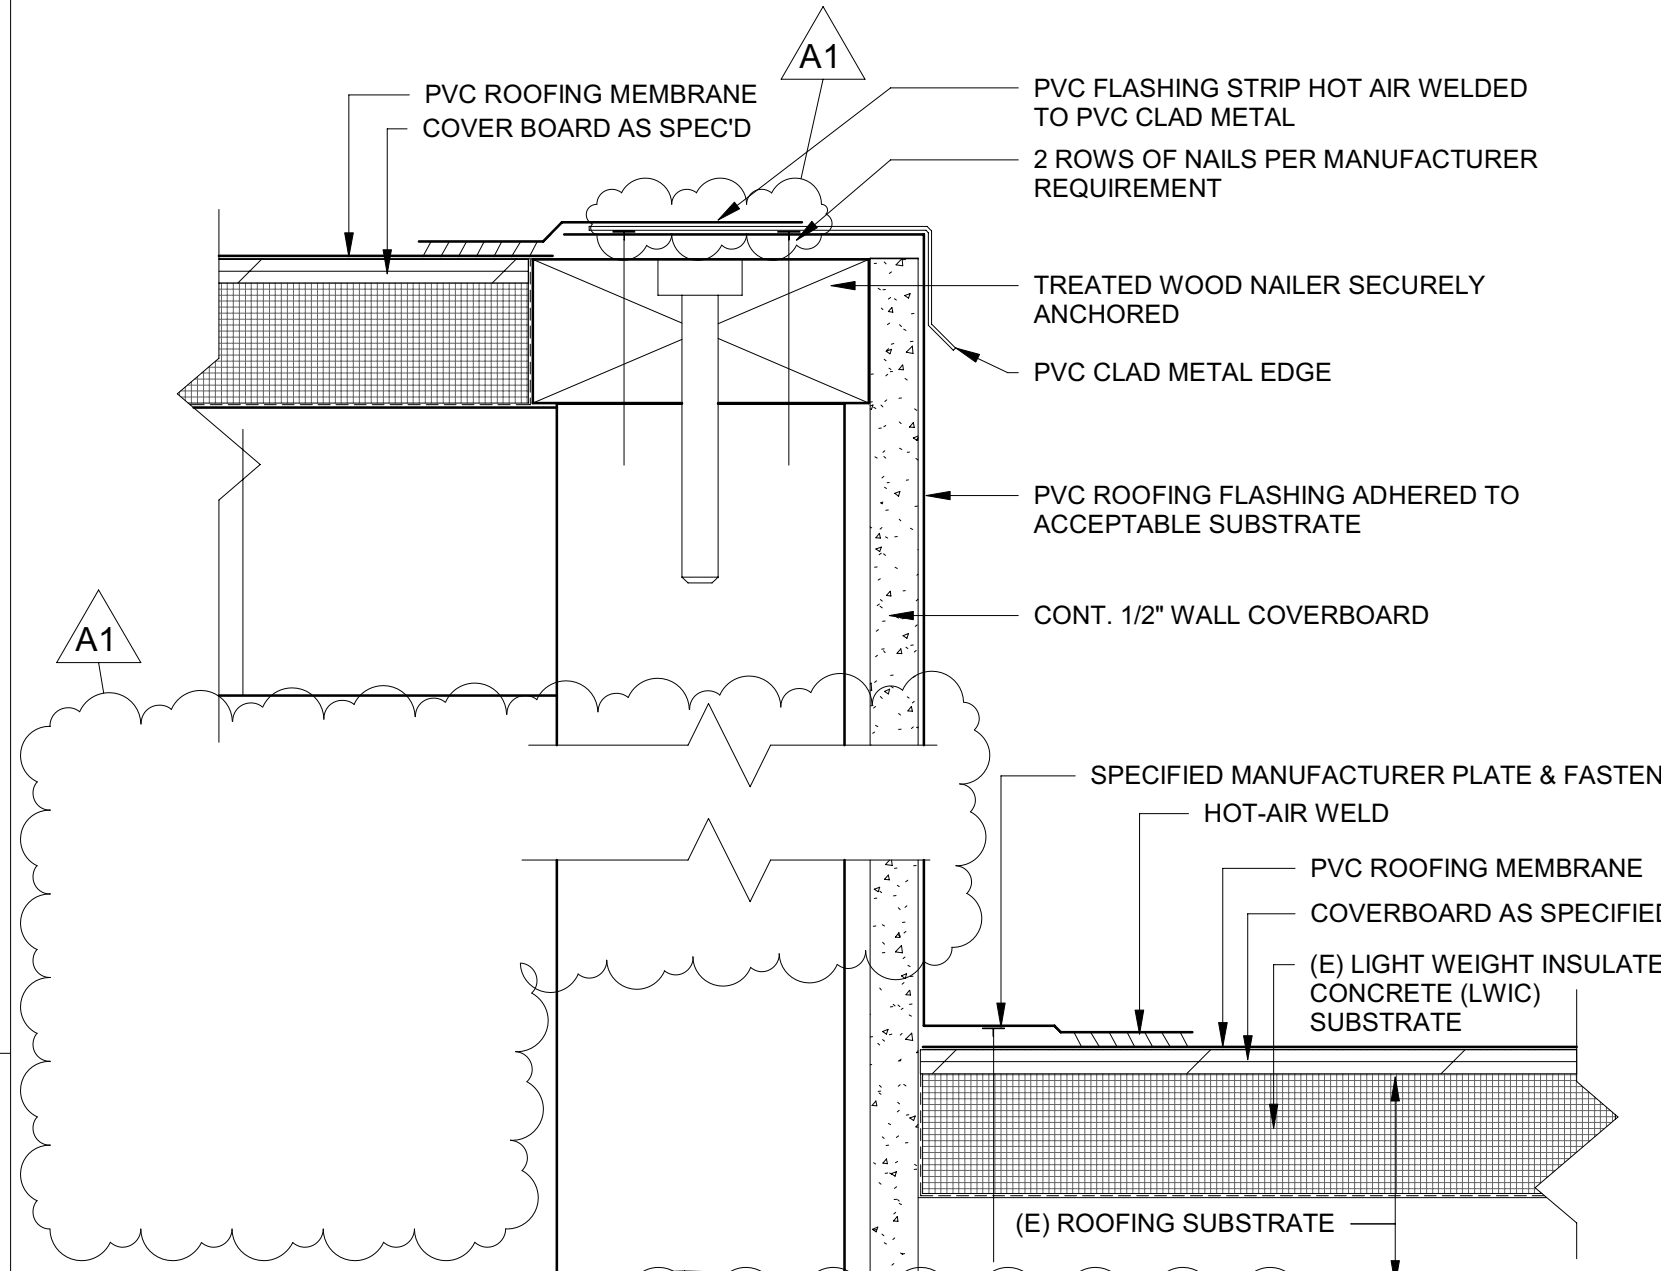 A1
PVC ROOFING MEMBRANE
COVER BOARD AS SPEC'D
PVC FLASHING STRIP HOT AIR WELDED
TO PVC CLAD METAL
2 ROWS OF NAILS PER MANUFACTURER
REQUIREMENT
TREATED WOOD NAILER SECURELY
ANCHORED
PVC CLAD METAL EDGE
PVC ROOFING FLASHING ADHERED TO
ACCEPTABLE SUBSTRATE
CONT. 1/2" WALL COVERBOARD
A1
SPECIFIED MANUFACTURER PLATE & FASTEN
HOT-AIR WELD
PVC ROOFING MEMBRANE
COVERBOARD AS SPECIFIED
(E) LIGHT WEIGHT INSULATE
CONCRETE (LWIC)
SUBSTRATE
(E) ROOFING SUBSTRATE